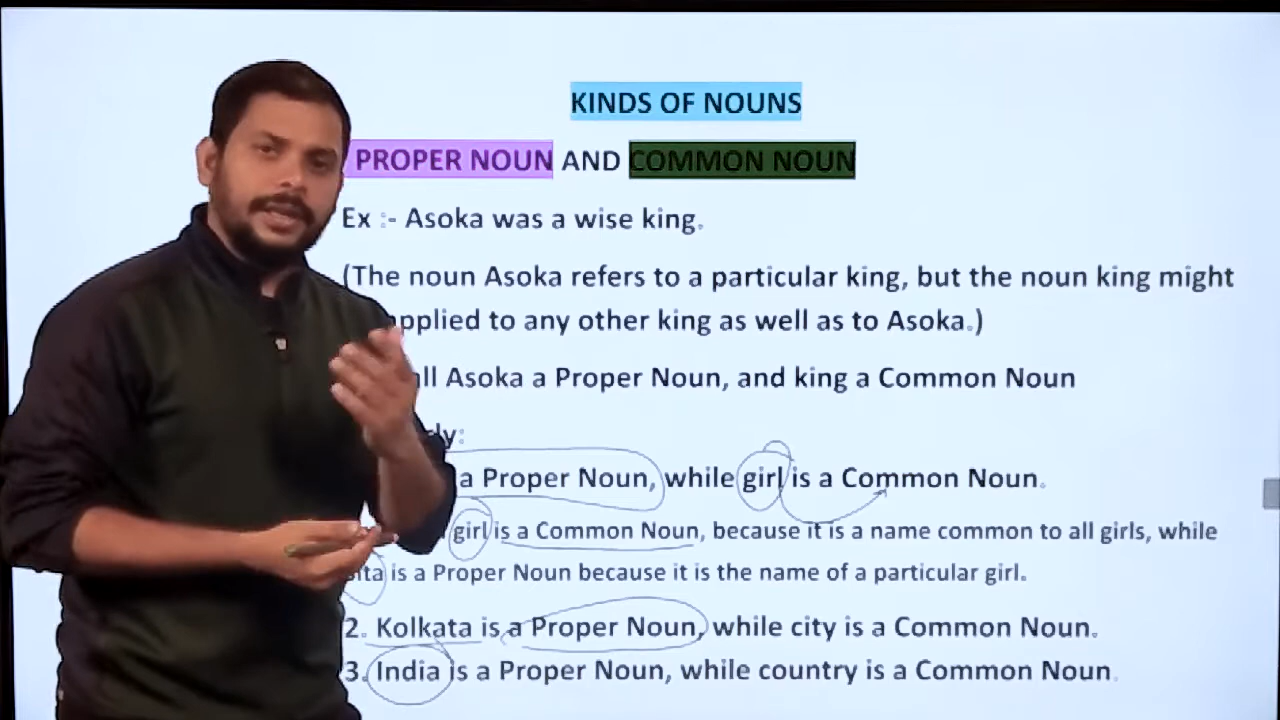 KINDS OF NOUNS
PROPER NOUN AND COMMON NOUN
Ex :- Asoka was a wise king.
(The noun Asoka refers to a particular king, but the noun king might
applied to any other king as well as to Asoka.)
Asoka a Proper Noun, and king a Common Noun
a Proper Noun, while girl is a Common Noun.
girl is a Common Noun, because it is a name common to all girls, while
is a Proper Noun because it is the name of a particular girl.
2. Kolkata is a Proper Noun, while city is a Common Noun.
3. India is a Proper Noun, while country is a Common Noun.